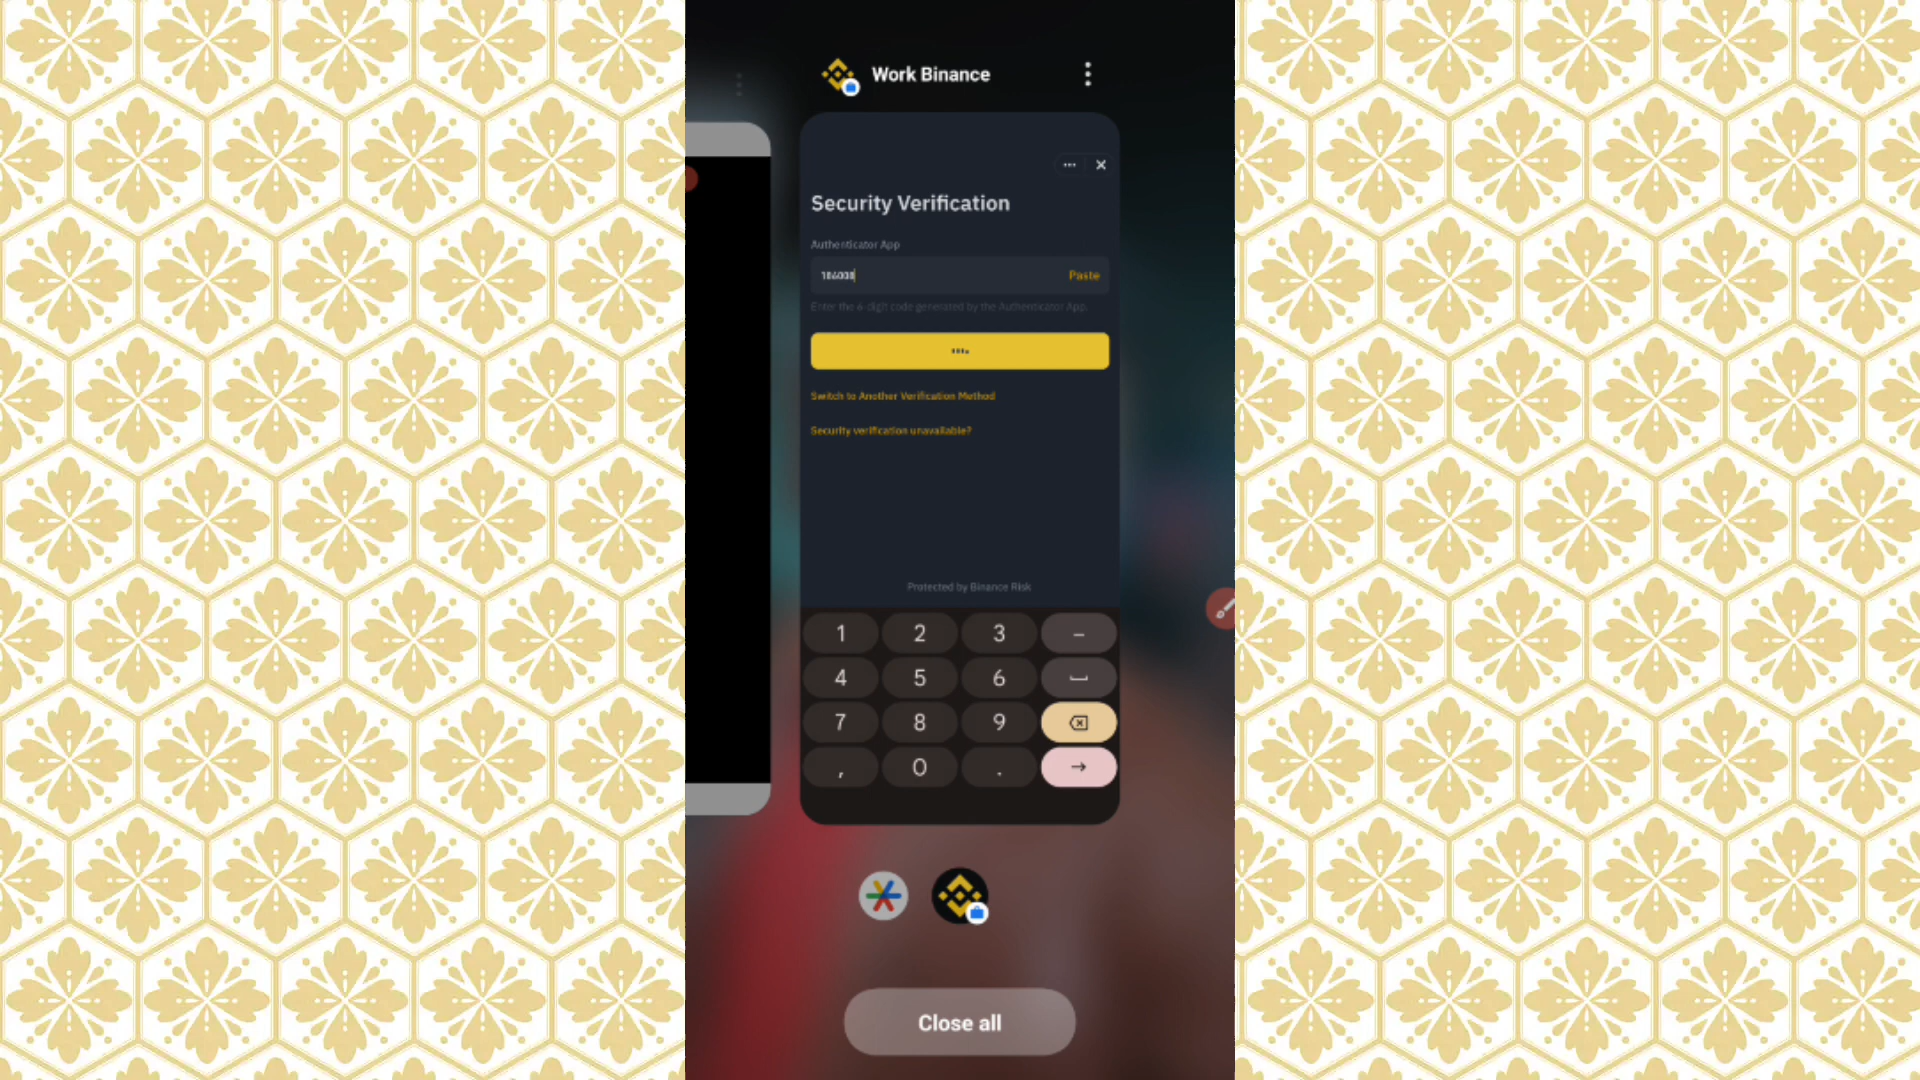 Work Binance
Security Verification
Authenticator App
Paste
Enter the 6-digit code generated by the Authenticator App.
Switch to Another Verification Method
Security verification unavailable?
Protected by Binance Risk
1 2 3 –
4 5 6
7 8 9
, 0 . →
Close all